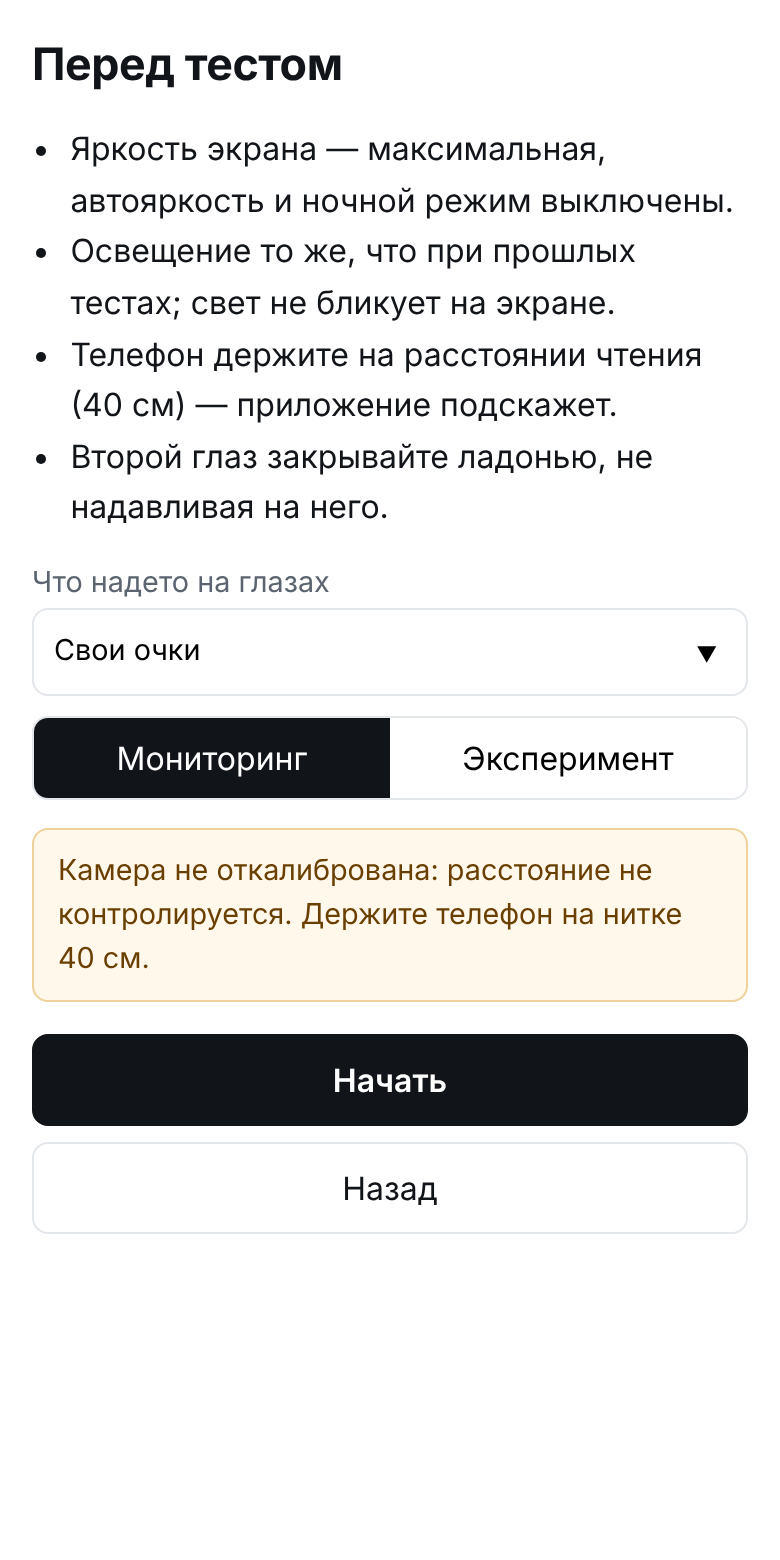 Перед тестом
• Яркость экрана — максимальная,
автояркость и ночной режим выключены.
• Освещение то же, что при прошлых
тестах; свет не бликует на экране.
• Телефон держите на расстоянии чтения
(40 см) — приложение подскажет.
• Второй глаз закрывайте ладонью, не
надавливая на него.
Что надето на глазах
Свои очки ▼
Мониторинг Эксперимент
Камера не откалибрована: расстояние не
контролируется. Держите телефон на нитке
40 см.
Начать
Назад